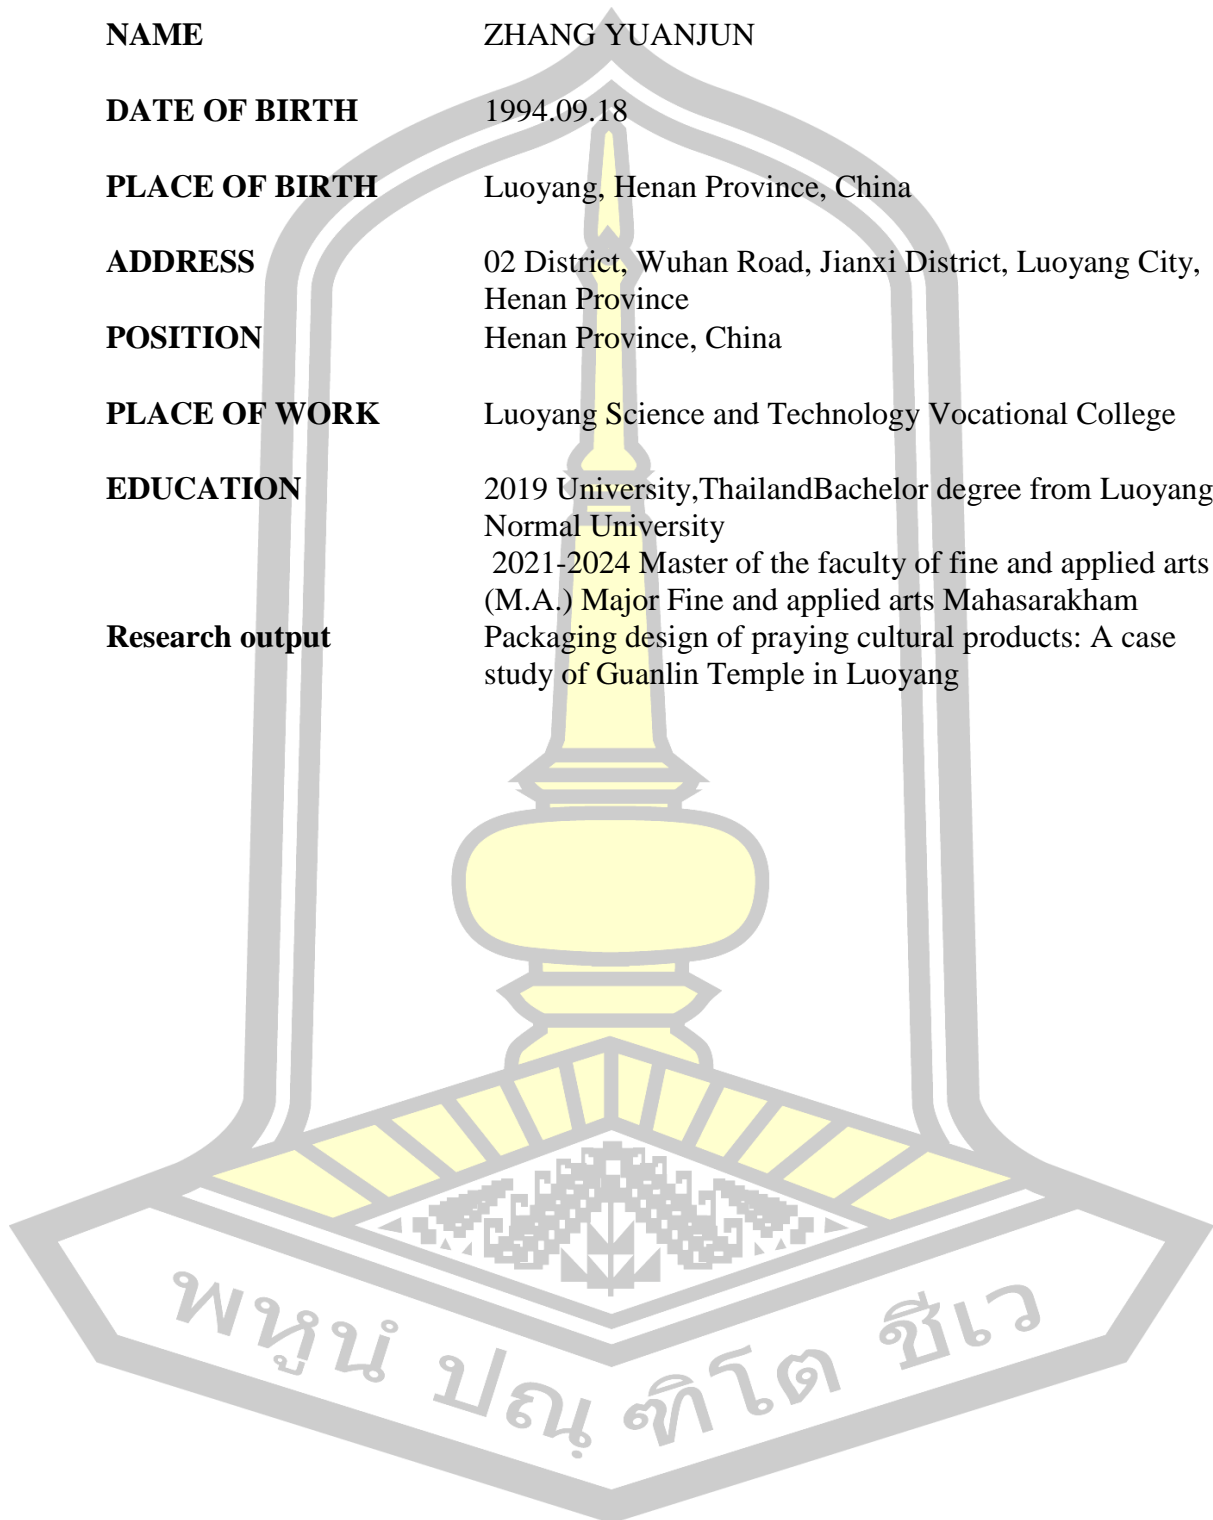 NAME ZHANG YUANJUN
DATE OF BIRTH 1994.09.18
PLACE OF BIRTH Luoyang, Henan Province, China
ADDRESS 02 District, Wuhan Road, Jianxi District, Luoyang City,
Henan Province
POSITION Henan Province, China
PLACE OF WORK Luoyang Science and Technology Vocational College
EDUCATION 2019 University,ThailandBachelor degree from Luoyang
Normal University
2021-2024 Master of the faculty of fine and applied arts
(M.A.) Major Fine and applied arts Mahasarakham
Research output Packaging design of praying cultural products: A case
study of Guanlin Temple in Luoyang
พหูนํ ปณฺฑิโต ชีเว